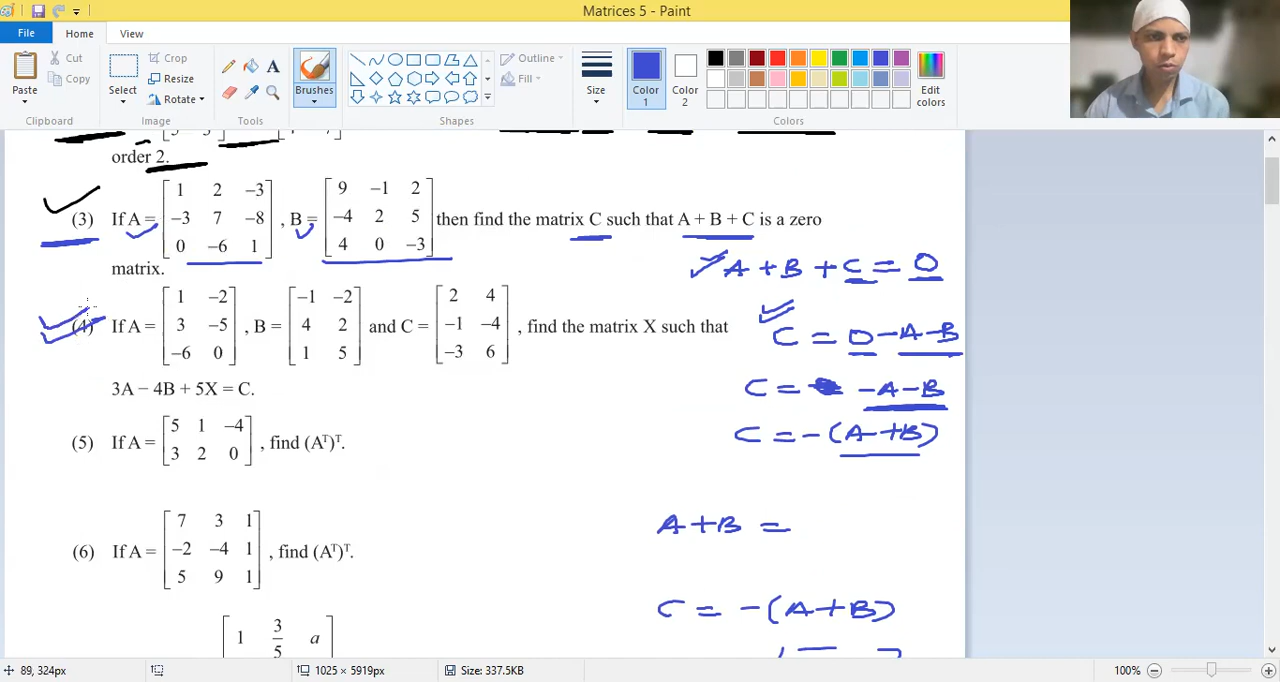 Matrices 5 - Paint
File Home View
Paste
Cut
Copy
Clipboard
Select
Crop
Resize
Rotate
Image
A
Tools
Brushes
Outline
Fill
Shapes
Size
Color 1
Color 2
Edit colors
Colors
order 2.
(3) If A = [1 2 –3
–3 7 –8
0 –6 1] , B = [9 –1 2
–4 2 5
4 0 –3] then find the matrix C such that A + B + C is a zero
matrix.
A + B + C = 0
C = 0 - A - B
C = - A - B
C = - (A + B)
(4) If A = [1 –2
3 –5
–6 0] , B = [–1 –2
4 2
1 5] and C = [2 4
–1 –4
–3 6] , find the matrix X such that
3A – 4B + 5X = C.
(5) If A = [5 1 –4
3 2 0] , find (Aᵀ)ᵀ.
A + B =
(6) If A = [7 3 1
–2 –4 1
5 9 1] , find (Aᵀ)ᵀ.
C = - (A + B)
1 3/5 a
89, 324px
1025 × 5919px
Size: 337.5KB
100%